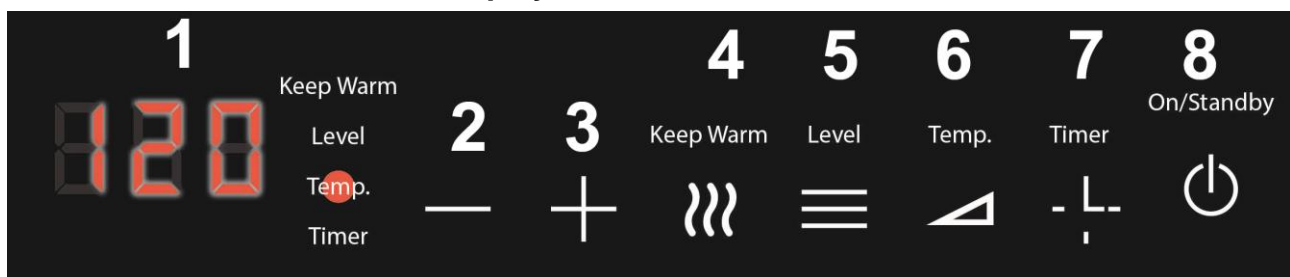 1
120
Keep Warm
Level
Temp.
Timer
2
3
4
Keep Warm
5
Level
6
Temp.
7
Timer
8
On/Standby